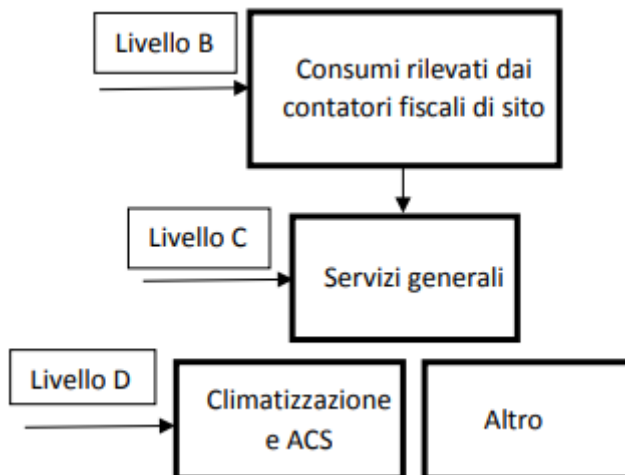 Livello B
Consumi rilevati dai
contatori fiscali di sito
Livello C
Servizi generali
Livello D
Climatizzazione
e ACS
Altro